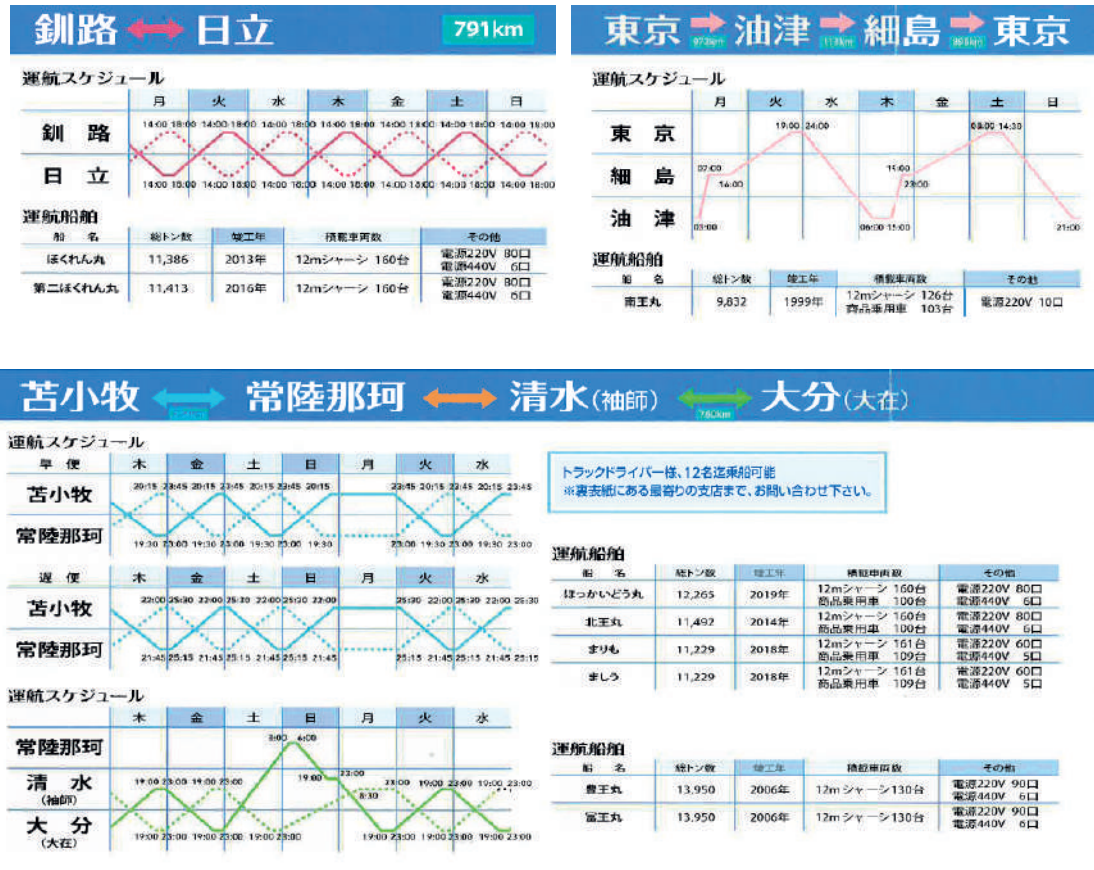 釧路 日立 791km
運航スケジュール
月 火 水 木 金 土 日
釧路
14:00 18:00 14:00 18:00 14:00 18:00 14:00 18:00 14:00 18:00 14:00 18:00 14:00 18:00
日立
14:00 18:00 14:00 18:00 14:00 18:00 14:00 18:00 14:00 18:00 14:00 18:00 14:00 18:00
運航船舶
船名 総トン数 竣工年 積載車両数 その他
ほくれん丸 11,386 2013年 12mシャーシ 160台 電源220V 80口
電源440V 6口
第二ほくれん丸 11,413 2016年 12mシャーシ 160台 電源220V 80口
電源440V 6口
東京 油津 細島 東京
運航スケジュール
月 火 水 木 金 土 日
東京
19:00 24:00 08:00 14:30
細島
07:00 16:00 15:00 23:00
油津
03:00 06:00 15:00 21:00
運航船舶
船名 総トン数 竣工年 積載車両数 その他
南王丸 9,832 1999年 12mシャーシ 126台
商品乗用車 103台 電源220V 10口
苫小牧 常陸那珂 清水(袖師) 780km 大分(大在)
運航スケジュール
早便 木 金 土 日 月 火 水
苫小牧
20:15 23:45 20:15 23:45 20:15 23:45 20:15 23:45 20:15 23:45 20:15 23:45
常陸那珂
19:30 23:00 19:30 23:00 19:30 23:00 19:30 23:00 19:30 23:00 19:30 23:00
遅便 木 金 土 日 月 火 水
苫小牧
22:00 25:30 22:00 25:30 22:00 25:30 22:00 25:30 22:00 25:30 22:00 25:30
常陸那珂
21:45 25:15 21:45 25:15 21:45 25:15 21:45 25:15 21:45 25:15 21:45 25:15
トラックドライバー様、12名迄乗船可能
※裏表紙にある最寄りの支店まで、お問い合わせ下さい。
運航船舶
船名 総トン数 竣工年 積載車両数 その他
ほっかいどう丸 12,265 2019年 12mシャーシ 160台 電源220V 80口
商品乗用車 100台 電源440V 6口
北王丸 11,492 2014年 12mシャーシ 160台 電源220V 80口
商品乗用車 100台 電源440V 6口
まりも 11,229 2018年 12mシャーシ 161台 電源220V 60口
商品乗用車 109台 電源440V 5口
ましう 11,229 2018年 12mシャーシ 161台 電源220V 60口
商品乗用車 109台 電源440V 5口
運航スケジュール
木 金 土 日 月 火 水
常陸那珂
6:00
清水
(袖師)
19:00 23:00 19:00 23:00 19:00 23:00 8:30 23:00 19:00 23:00 19:00 23:00
大分
(大在)
19:00 23:00 19:00 23:00 19:00 23:00 19:00 23:00 19:00 23:00 19:00 23:00
運航船舶
船名 総トン数 竣工年 積載車両数 その他
豊王丸 13,950 2006年 12mシャーシ130台 電源220V 90口
電源440V 6口
冨王丸 13,950 2006年 12mシャーシ130台 電源220V 90口
電源440V 6口